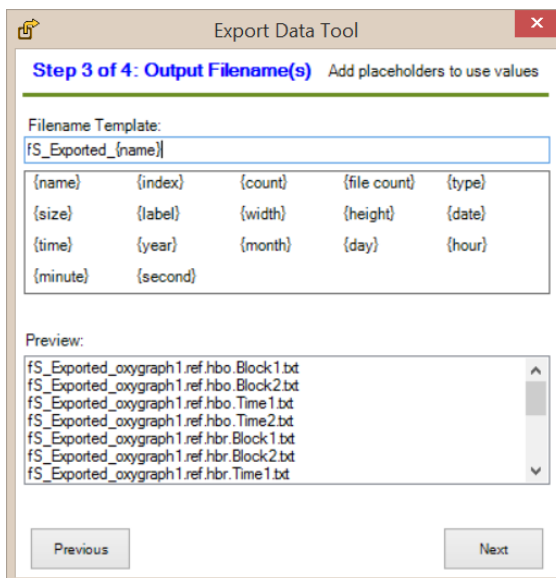 Export Data Tool
Step 3 of 4: Output Filename(s) Add placeholders to use values
Filename Template:
fS_Exported_{name}
{name} {index} {count} {file count} {type}
{size} {label} {width} {height} {date}
{time} {year} {month} {day} {hour}
{minute} {second}
Preview:
fS_Exported_oxygraph1.ref.hbo.Block1.txt
fS_Exported_oxygraph1.ref.hbo.Block2.txt
fS_Exported_oxygraph1.ref.hbo.Time1.txt
fS_Exported_oxygraph1.ref.hbo.Time2.txt
fS_Exported_oxygraph1.ref.hbr.Block1.txt
fS_Exported_oxygraph1.ref.hbr.Block2.txt
fS_Exported_oxygraph1.ref.hbr.Time1.txt
Previous Next